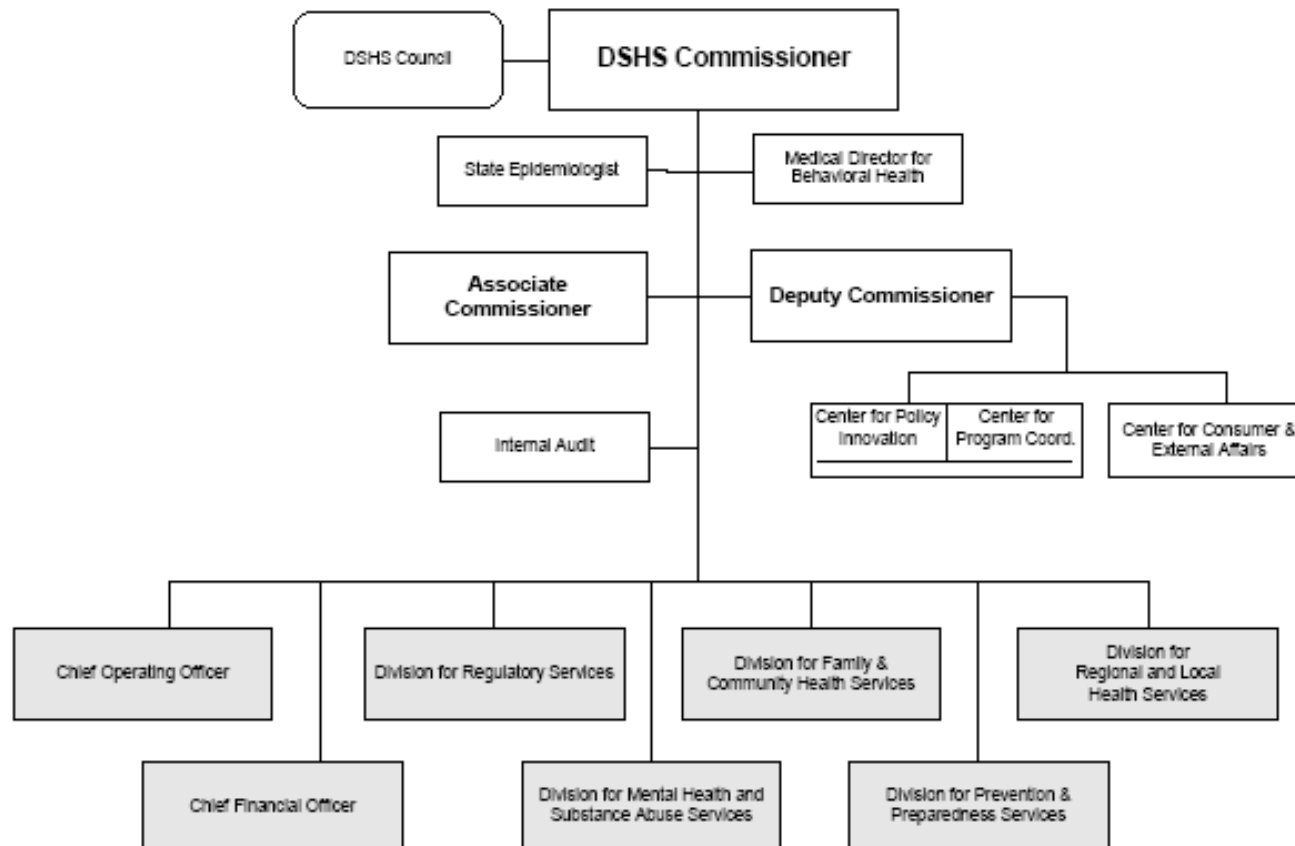 DSHS Council
DSHS Commissioner
State Epidemiologist
Medical Director for
Behavioral Health
Associate
Commissioner
Deputy Commissioner
Internal Audit
Center for Policy
Innovation
Center for
Program Coord.
Center for Consumer &
External Affairs
Chief Operating Officer
Division for Regulatory Services
Division for Family &
Community Health Services
Division for
Regional and Local
Health Services
Chief Financial Officer
Division for Mental Health and
Substance Abuse Services
Division for Prevention &
Preparedness Services